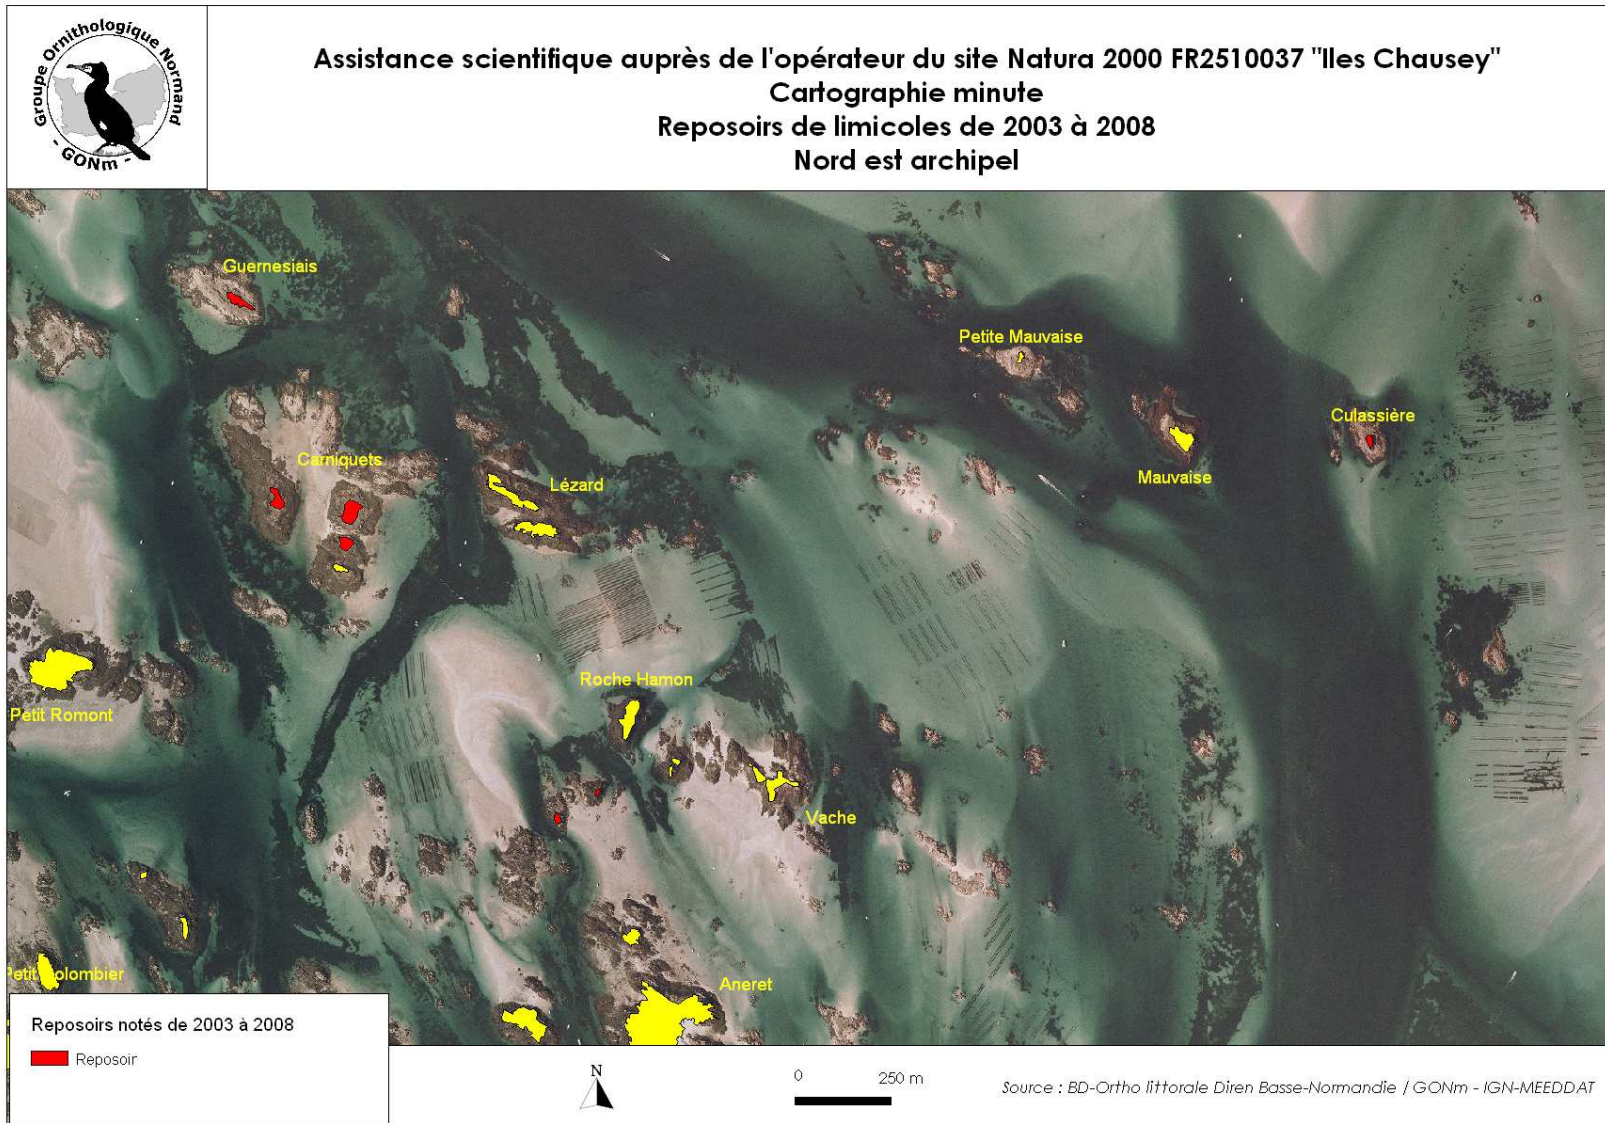 Groupe Ornithologique Normand
- GONm -
Assistance scientifique auprès de l'opérateur du site Natura 2000 FR2510037 "Iles Chausey"
Cartographie minute
Reposoirs de limicoles de 2003 à 2008
Nord est archipel
Guernesiais
Petite Mauvaise
Culassière
Carniquets
Lézard
Mauvaise
Roche Hamon
Petit Romont
Vache
Petit Colombier
Aneret
Reposoirs notés de 2003 à 2008
Reposoir
N
0 250 m
Source : BD-Ortho littorale Diren Basse-Normandie / GONm - IGN-MEEDDAT